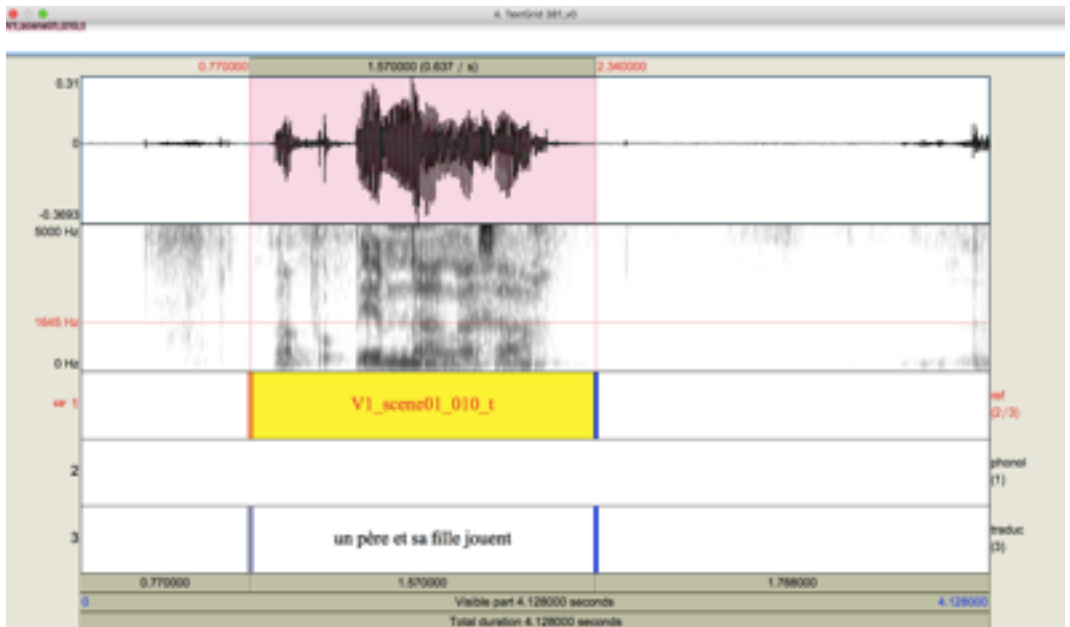 4. TextGrid 381_v0
V1_scene01_010_t
0.770000 1.570000 (0.637 / s) 2.340000
0.31
0
-0.3693
5000 Hz
1645 Hz
0 Hz
1 V1_scene01_010_t ref
(2/3)
2 phonol
(1)
3 un père et sa fille jouent traduc
(3)
0.770000 1.570000 1.788000
0 Visible part 4.128000 seconds 4.128000
Total duration 4.128000 seconds